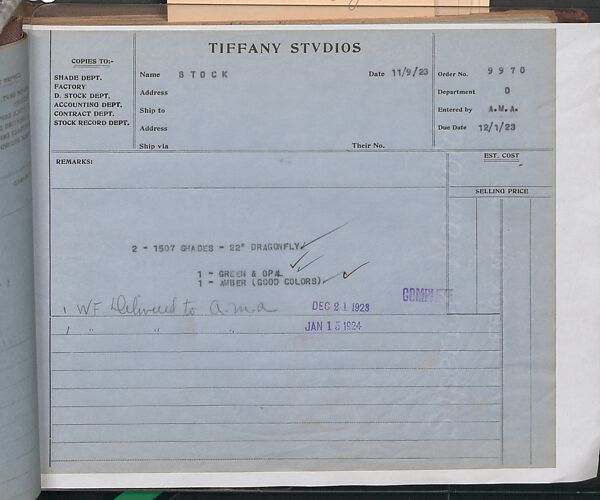 TIFFANY STVDIOS
COPIES TO:-
SHADE DEPT.
FACTORY
D. STOCK DEPT.
ACCOUNTING DEPT.
CONTRACT DEPT.
STOCK RECORD DEPT.
Name STOCK Date 11/9/23
Address
Ship to
Address
Ship via Their No.
Order No. 9970
Department D
Entered by A.M.A.
Due Date 12/1/23
REMARKS:
EST. COST
SELLING PRICE
2 - 1507 SHADES - 22" DRAGONFLY.
1 - GREEN & OPAL
1 - AMBER (GOOD COLORS).
1 WF Delivered to a.m.a DEC 21 1923 COMPLETE
1 " " " JAN 15 1924